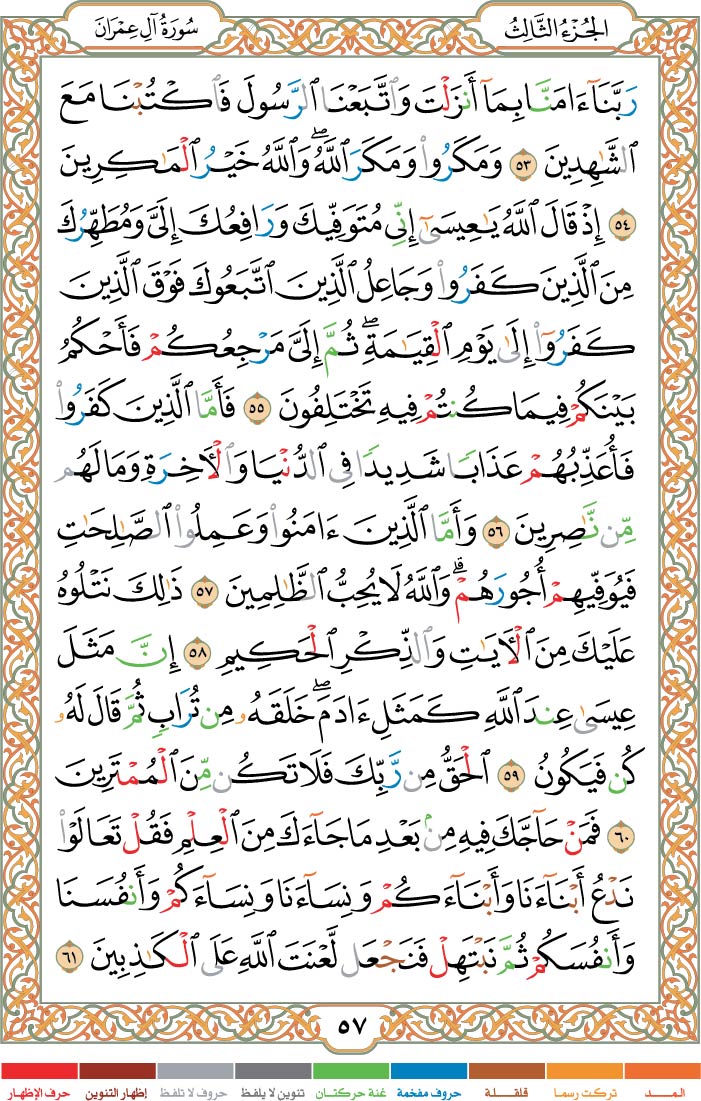 سُورَةُ آلِ عِمْرَانَ
الجُزْءُ الثَّالِثُ
رَبَّنَآ ءَامَنَّا بِمَآ أَنزَلْتَ وَٱتَّبَعْنَا ٱلرَّسُولَ فَٱكْتُبْنَا مَعَ
ٱلشَّٰهِدِينَ ٥٣ وَمَكَرُوا۟ وَمَكَرَ ٱللَّهُ ۖ وَٱللَّهُ خَيْرُ ٱلْمَٰكِرِينَ
٥٤ إِذْ قَالَ ٱللَّهُ يَٰعِيسَىٰٓ إِنِّى مُتَوَفِّيكَ وَرَافِعُكَ إِلَىَّ وَمُطَهِّرُكَ
مِنَ ٱلَّذِينَ كَفَرُوا۟ وَجَاعِلُ ٱلَّذِينَ ٱتَّبَعُوكَ فَوْقَ ٱلَّذِينَ
كَفَرُوٓا۟ إِلَىٰ يَوْمِ ٱلْقِيَٰمَةِ ۖ ثُمَّ إِلَىَّ مَرْجِعُكُمْ فَأَحْكُمُ
بَيْنَكُمْ فِيمَا كُنتُمْ فِيهِ تَخْتَلِفُونَ ٥٥ فَأَمَّا ٱلَّذِينَ كَفَرُوا۟
فَأُعَذِّبُهُمْ عَذَابًا شَدِيدًا فِى ٱلدُّنْيَا وَٱلْءَاخِرَةِ وَمَا لَهُم
مِّن نَّٰصِرِينَ ٥٦ وَأَمَّا ٱلَّذِينَ ءَامَنُوا۟ وَعَمِلُوا۟ ٱلصَّٰلِحَٰتِ
فَيُوَفِّيهِمْ أُجُورَهُمْ ۗ وَٱللَّهُ لَا يُحِبُّ ٱلظَّٰلِمِينَ ٥٧ ذَٰلِكَ نَتْلُوهُ
عَلَيْكَ مِنَ ٱلْءَايَٰتِ وَٱلذِّكْرِ ٱلْحَكِيمِ ٥٨ إِنَّ مَثَلَ
عِيسَىٰ عِندَ ٱللَّهِ كَمَثَلِ ءَادَمَ ۖ خَلَقَهُۥ مِن تُرَابٍ ثُمَّ قَالَ لَهُۥ
كُن فَيَكُونُ ٥٩ ٱلْحَقُّ مِن رَّبِّكَ فَلَا تَكُن مِّنَ ٱلْمُمْتَرِينَ
٦٠ فَمَنْ حَآجَّكَ فِيهِ مِنۢ بَعْدِ مَا جَآءَكَ مِنَ ٱلْعِلْمِ فَقُلْ تَعَالَوْا۟
نَدْعُ أَبْنَآءَنَا وَأَبْنَآءَكُمْ وَنِسَآءَنَا وَنِسَآءَكُمْ وَأَنفُسَنَا
وَأَنفُسَكُمْ ثُمَّ نَبْتَهِلْ فَنَجْعَل لَّعْنَتَ ٱللَّهِ عَلَى ٱلْكَٰذِبِينَ ٦١
٥٧
المــــد تركت رسما قلقــلة حروف مفخمة غنة حركتان تنوين لا يلفظ حروف لا تلفظ إظهار التنوين حرف الإظهار